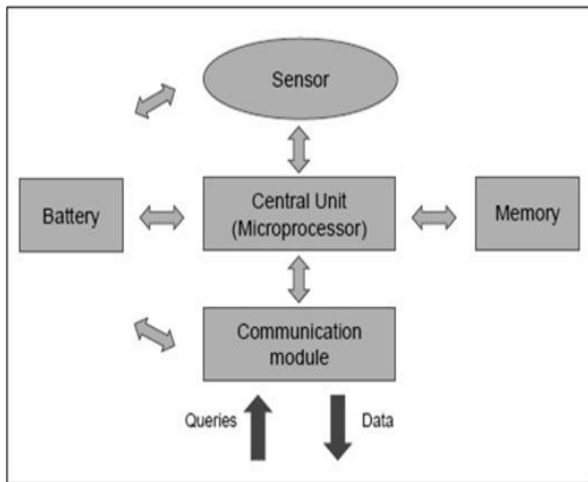 Sensor
Battery
Central Unit
(Microprocessor)
Memory
Communication
module
Queries
Data